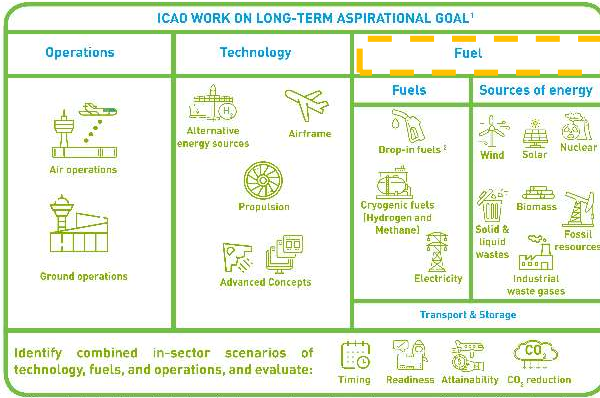 ICAO WORK ON LONG-TERM ASPIRATIONAL GOAL¹
Operations
Technology
Fuel
Fuels
Sources of energy
Air operations
Ground operations
Alternative
energy sources
H₂
Airframe
Propulsion
Advanced Concepts
Drop-in fuels ²
Cryogenic fuels
(Hydrogen and
Methane)
Electricity
Wind
Solar
Nuclear
Solid &
liquid
wastes
Biomass
Fossil
resources
Industrial
waste gases
Transport & Storage
Identify combined in-sector scenarios of
technology, fuels, and operations, and evaluate:
Timing
Readiness
Attainability
CO₂
CO₂ reduction